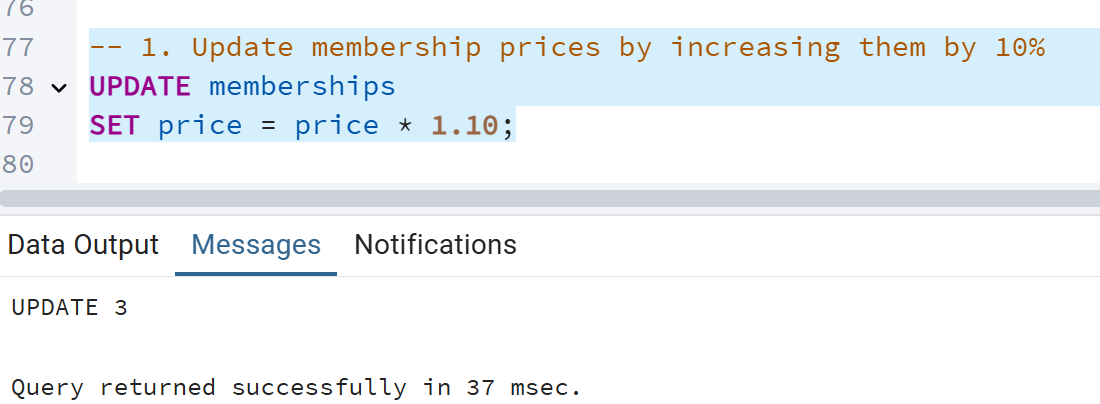 76
77 -- 1. Update membership prices by increasing them by 10%
78 UPDATE memberships
79 SET price = price * 1.10;
80
Data Output Messages Notifications
UPDATE 3
Query returned successfully in 37 msec.